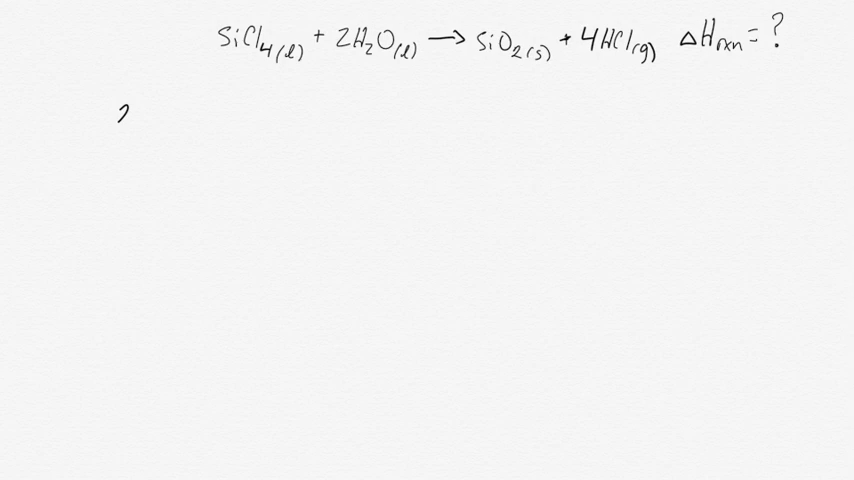 SiCl₄(l) + 2H₂O(l) → SiO₂(s) + 4HCl(g) ΔHrxn = ?